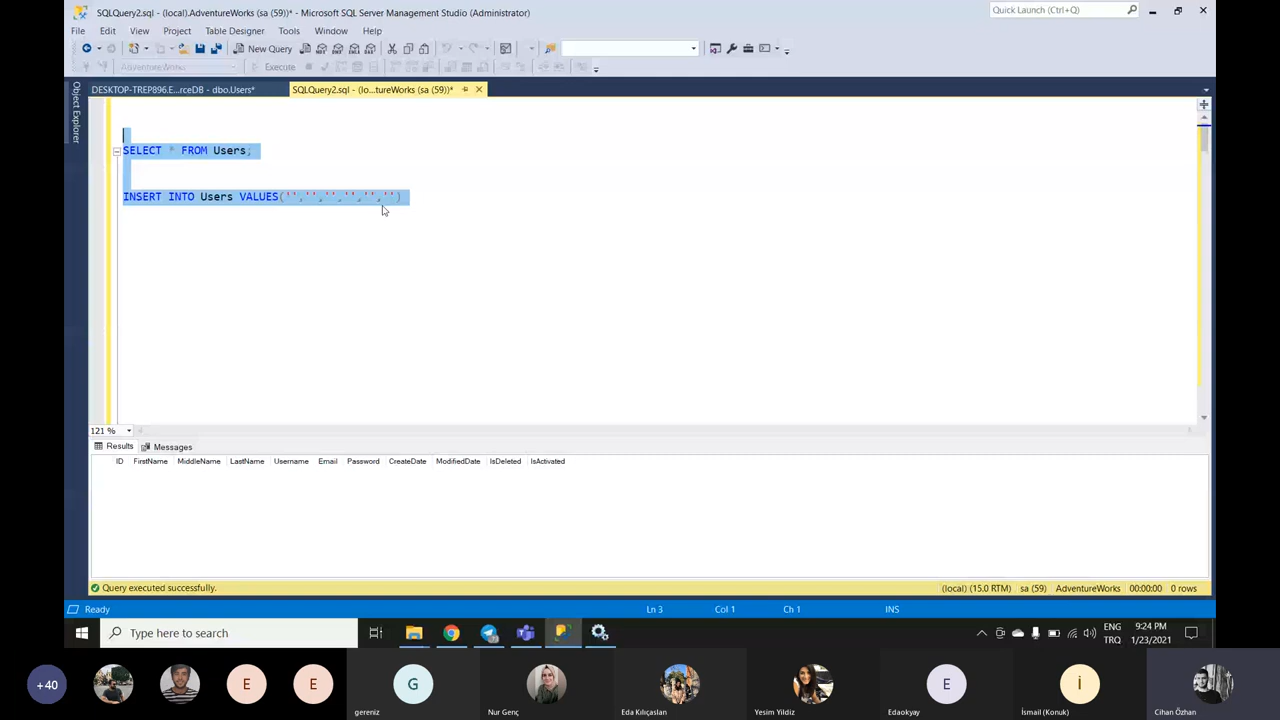 SQLQuery2.sql - (local).AdventureWorks (sa (59))* - Microsoft SQL Server Management Studio (Administrator)
Quick Launch (Ctrl+Q)
File Edit View Project Table Designer Tools Window Help
New Query
AdventureWorks Execute
DESKTOP-TREP896.E...rceDB - dbo.Users* SQLQuery2.sql - (lo...tureWorks (sa (59))*
Object Explorer
SELECT * FROM Users;
INSERT INTO Users VALUES('','','','','','')
121 %
Results Messages
ID FirstName MiddleName LastName Username Email Password CreateDate ModifiedDate IsDeleted IsActivated
Query executed successfully. (local) (15.0 RTM) sa (59) AdventureWorks 00:00:00 0 rows
Ready Ln 3 Col 1 Ch 1 INS
Type here to search
ENG
TRQ
9:24 PM
1/23/2021
+40 E E G E İ
gereniz Nur Genç Eda Kılıçaslan Yesim Yildiz Edaokyay İsmail (Konuk) Cihan Özhan